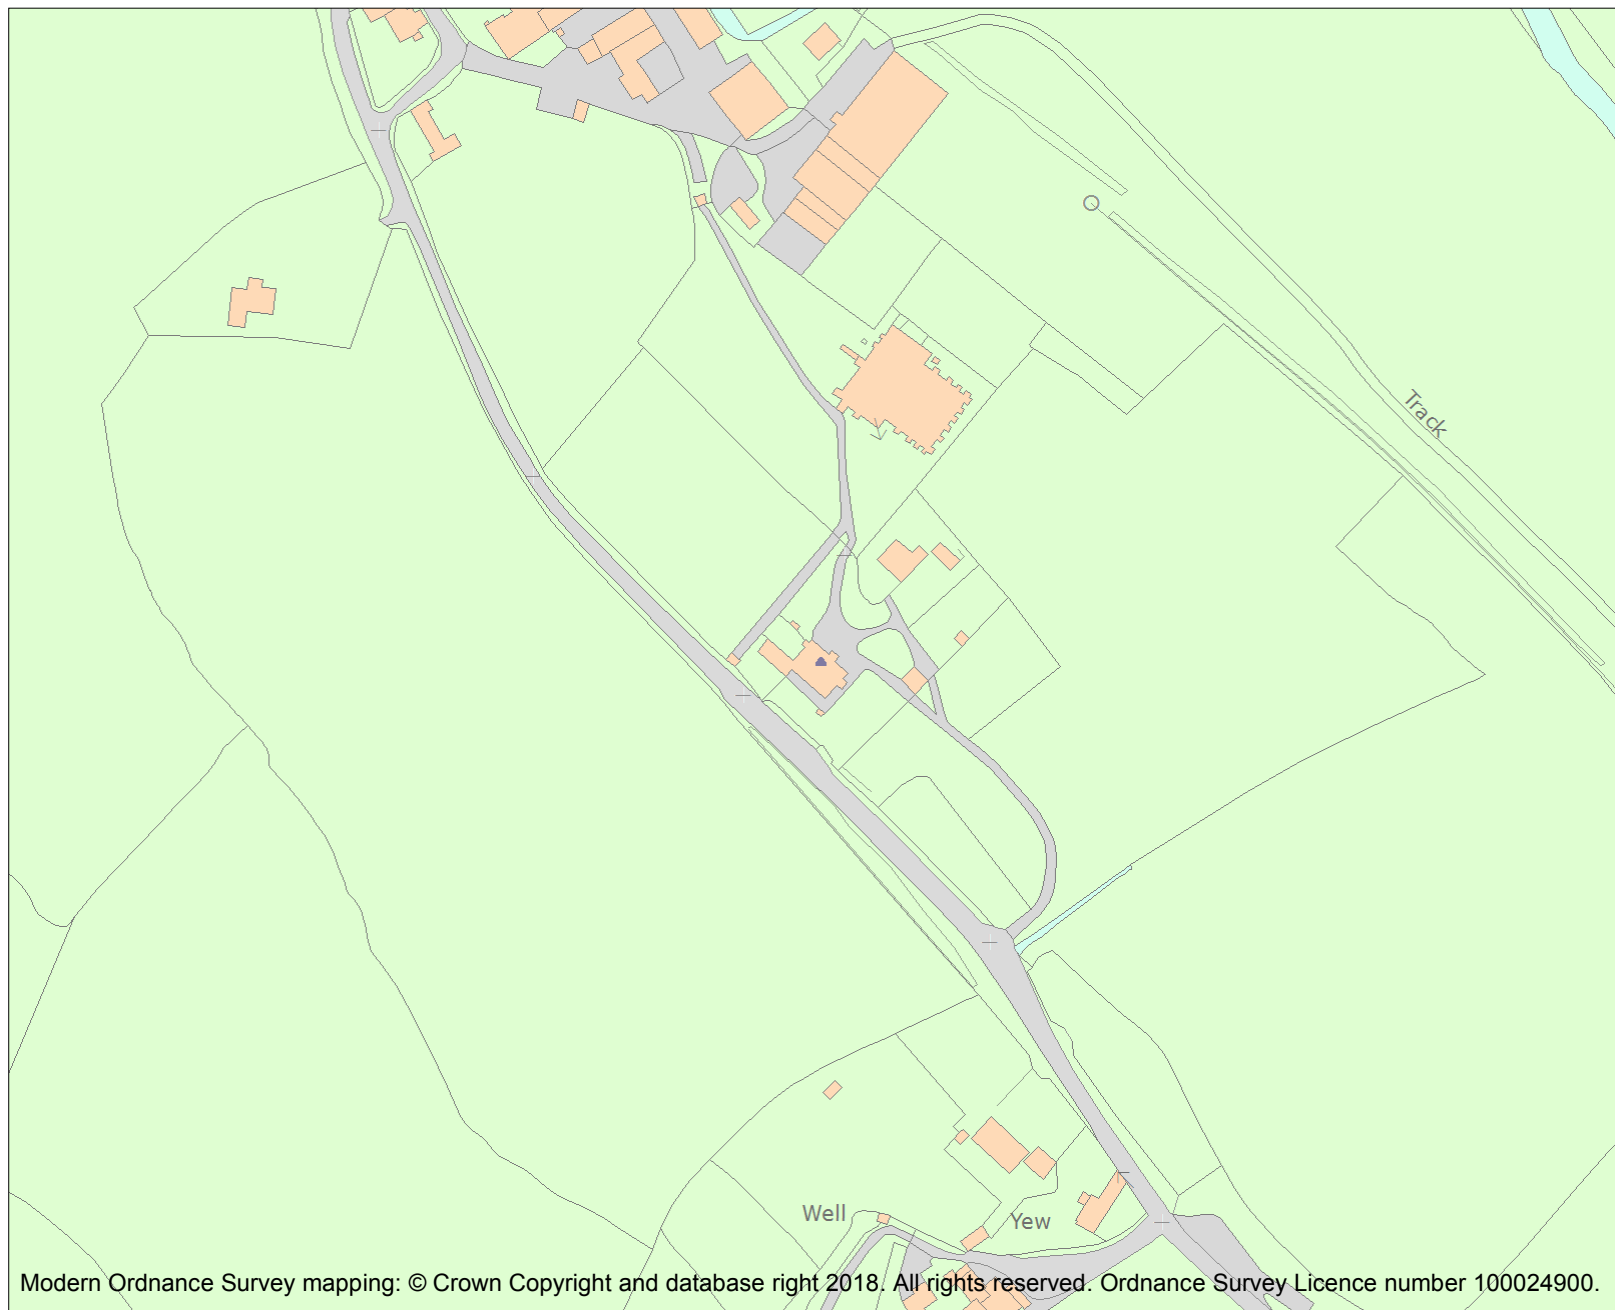 Track
Well
Yew
Modern Ordnance Survey mapping: © Crown Copyright and database right 2018. All rights reserved. Ordnance Survey Licence number 100024900.